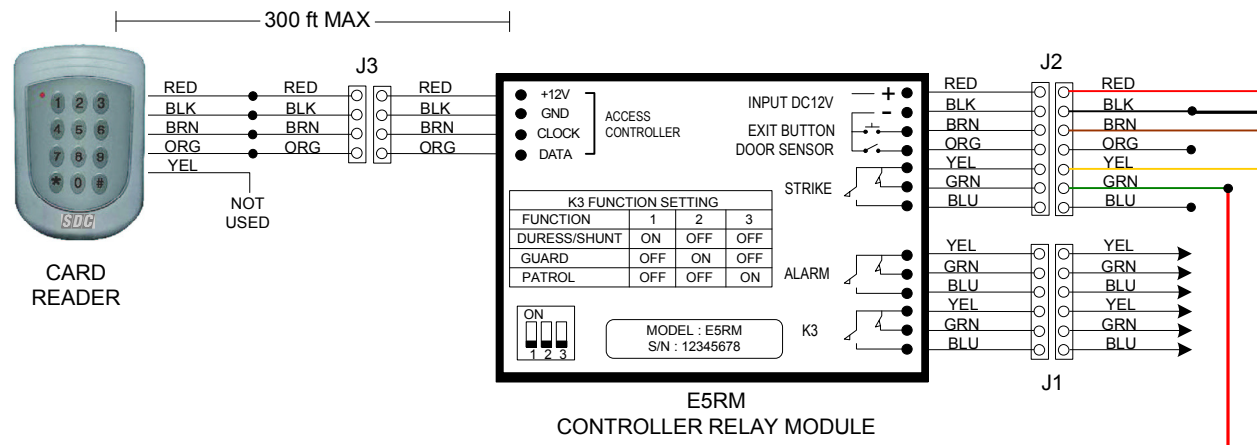 300 ft MAX
1 2 3
4 5 6
7 8 9
* 0 #
SDC
CARD
READER
RED
BLK
BRN
ORG
YEL
NOT
USED
RED
BLK
BRN
ORG
J3
RED
BLK
BRN
ORG
+12V
GND
CLOCK
DATA
ACCESS
CONTROLLER
INPUT DC12V
+
-
EXIT BUTTON
DOOR SENSOR
STRIKE
ALARM
K3
K3 FUNCTION SETTING
FUNCTION 1 2 3
DURESS/SHUNT ON OFF OFF
GUARD OFF ON OFF
PATROL OFF OFF ON
ON
1 2 3
MODEL : E5RM
S/N : 12345678
E5RM
CONTROLLER RELAY MODULE
J2
RED RED
BLK BLK
BRN BRN
ORG ORG
YEL YEL
GRN GRN
BLU BLU
YEL YEL
GRN GRN
BLU BLU
YEL YEL
GRN GRN
BLU BLU
J1